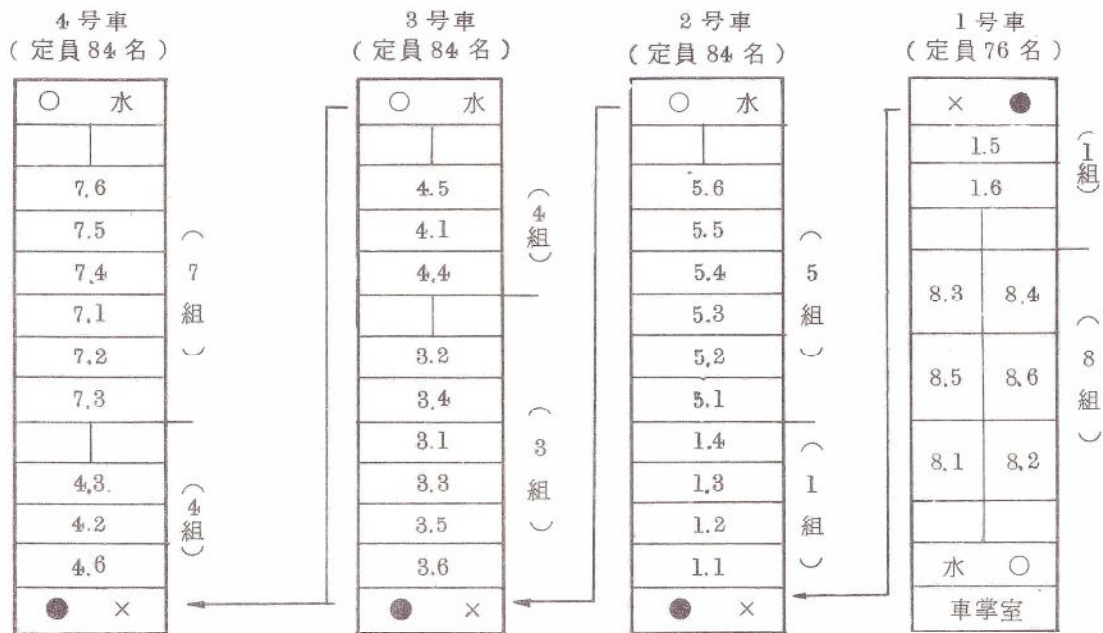 4号車
(定員84名)
○ 水
7.6
7.5
7.4
7.1
7.2
7.3
4.3
4.2
4.6
● ×
(7組)
(4組)
3号車
(定員84名)
○ 水
4.5
4.1
4.4
3.2
3.4
3.1
3.3
3.5
3.6
● ×
(4組)
(3組)
2号車
(定員84名)
○ 水
5.6
5.5
5.4
5.3
5.2
5.1
1.4
1.3
1.2
1.1
● ×
(5組)
(1組)
1号車
(定員76名)
× ●
1.5
1.6
8.3 8.4
8.5 8.6
8.1 8.2
水 ○
車掌室
(1組)
(8組)